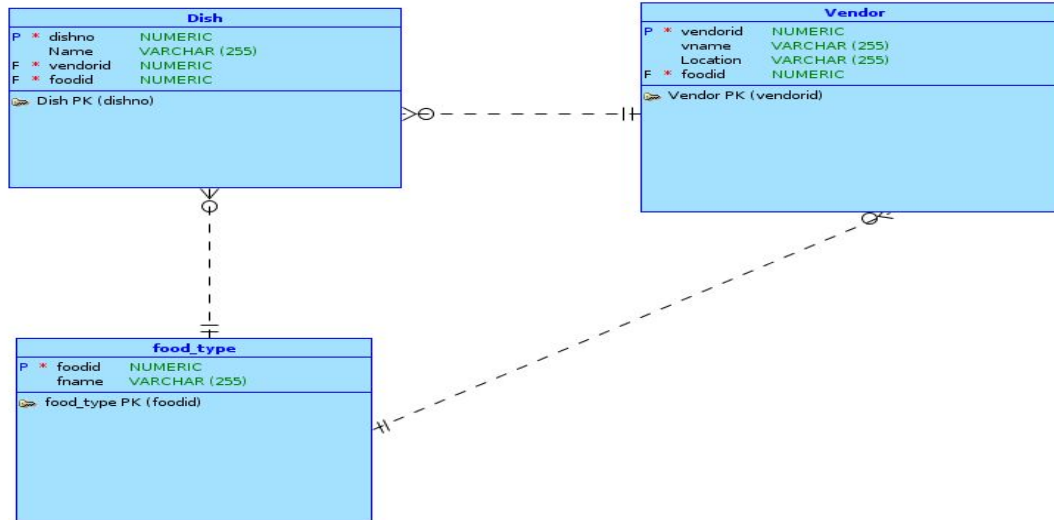 Dish
P * dishno NUMERIC
Name VARCHAR (255)
F * vendorid NUMERIC
F * foodid NUMERIC
Dish PK (dishno)
Vendor
P * vendorid NUMERIC
vname VARCHAR (255)
Location VARCHAR (255)
F * foodid NUMERIC
Vendor PK (vendorid)
food_type
P * foodid NUMERIC
fname VARCHAR (255)
food_type PK (foodid)